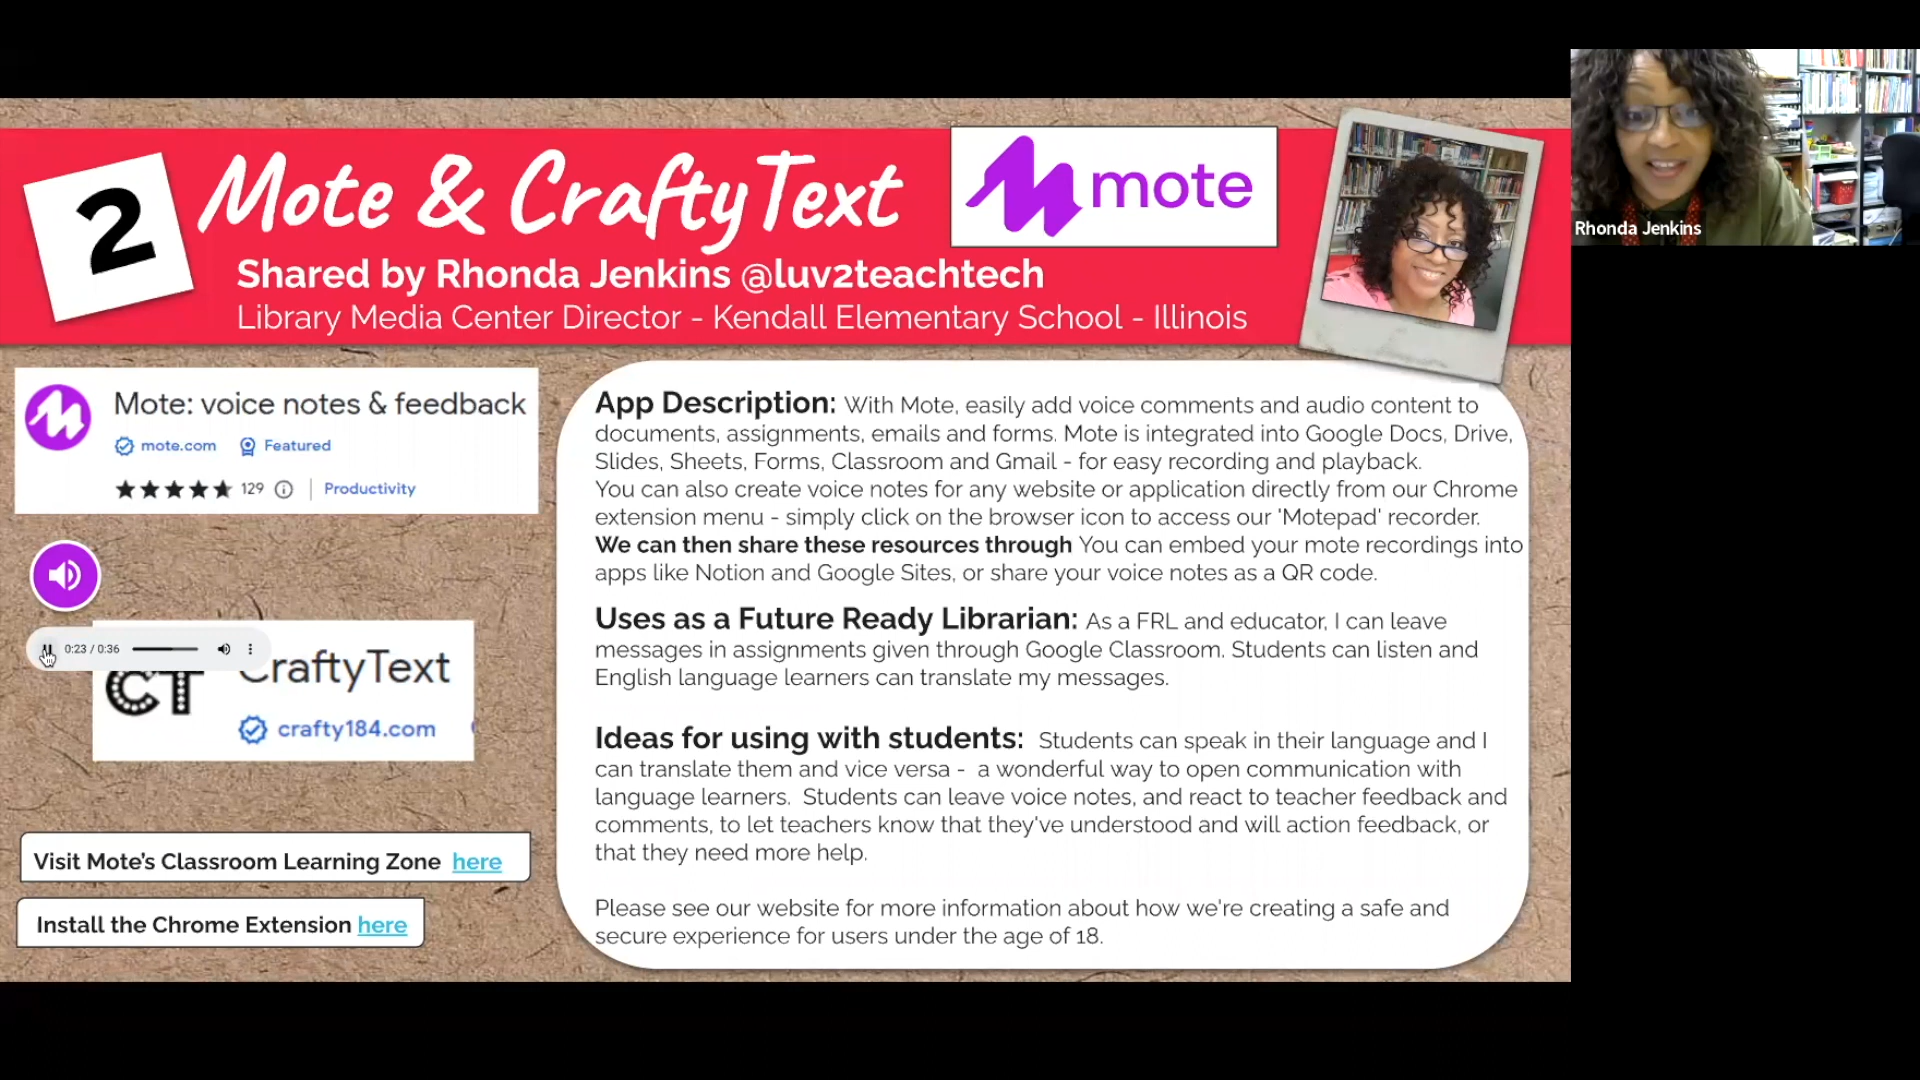 2
Mote & CraftyText
mote
Shared by Rhonda Jenkins @luv2teachtech
Library Media Center Director - Kendall Elementary School - Illinois
Rhonda Jenkins
Mote: voice notes & feedback
mote.com Featured
129 Productivity
0:23 / 0:36
CT
CraftyText
crafty184.com
Visit Mote's Classroom Learning Zone here
Install the Chrome Extension here
App Description: With Mote, easily add voice comments and audio content to
documents, assignments, emails and forms. Mote is integrated into Google Docs, Drive,
Slides, Sheets, Forms, Classroom and Gmail - for easy recording and playback.
You can also create voice notes for any website or application directly from our Chrome
extension menu - simply click on the browser icon to access our 'Motepad' recorder.
We can then share these resources through You can embed your mote recordings into
apps like Notion and Google Sites, or share your voice notes as a QR code.
Uses as a Future Ready Librarian: As a FRL and educator, I can leave
messages in assignments given through Google Classroom. Students can listen and
English language learners can translate my messages.
Ideas for using with students: Students can speak in their language and I
can translate them and vice versa - a wonderful way to open communication with
language learners. Students can leave voice notes, and react to teacher feedback and
comments, to let teachers know that they've understood and will action feedback, or
that they need more help.
Please see our website for more information about how we're creating a safe and
secure experience for users under the age of 18.